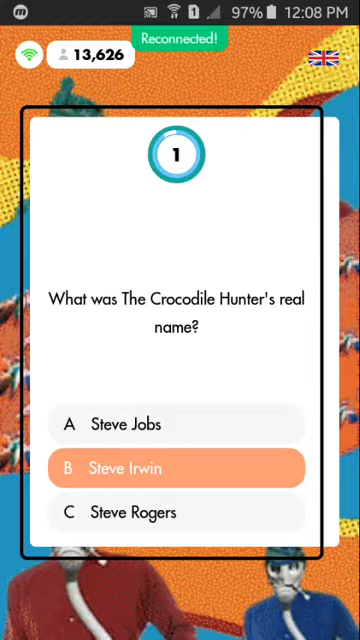 97% 12:08 PM
Reconnected!
13,626
1
What was The Crocodile Hunter's real
name?
A Steve Jobs
B Steve Irwin
C Steve Rogers